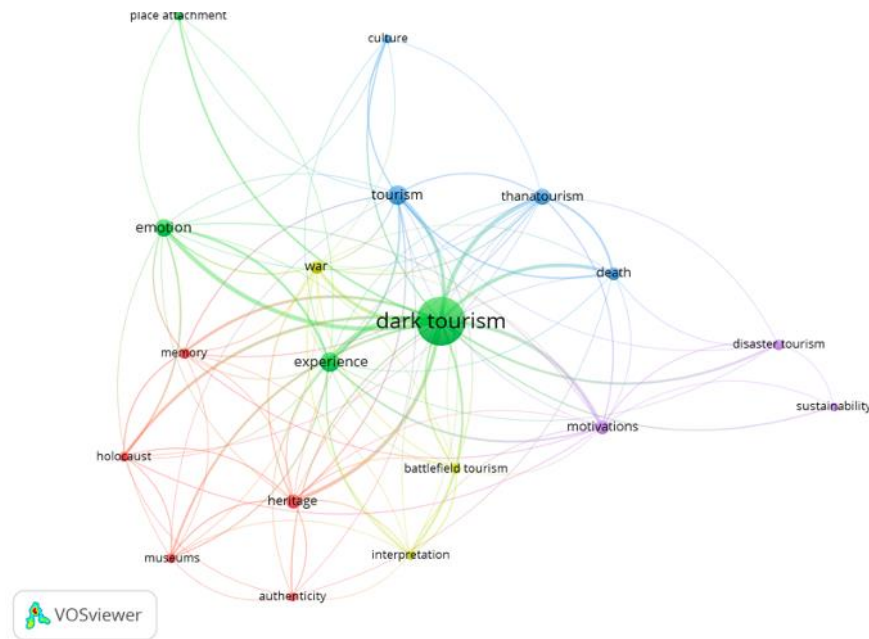 place attachment
culture
tourism
thanatourism
emotion
war
death
dark tourism
disaster tourism
memory
experience
sustainability
motivations
holocaust
battlefield tourism
heritage
museums
interpretation
authenticity
VOSviewer